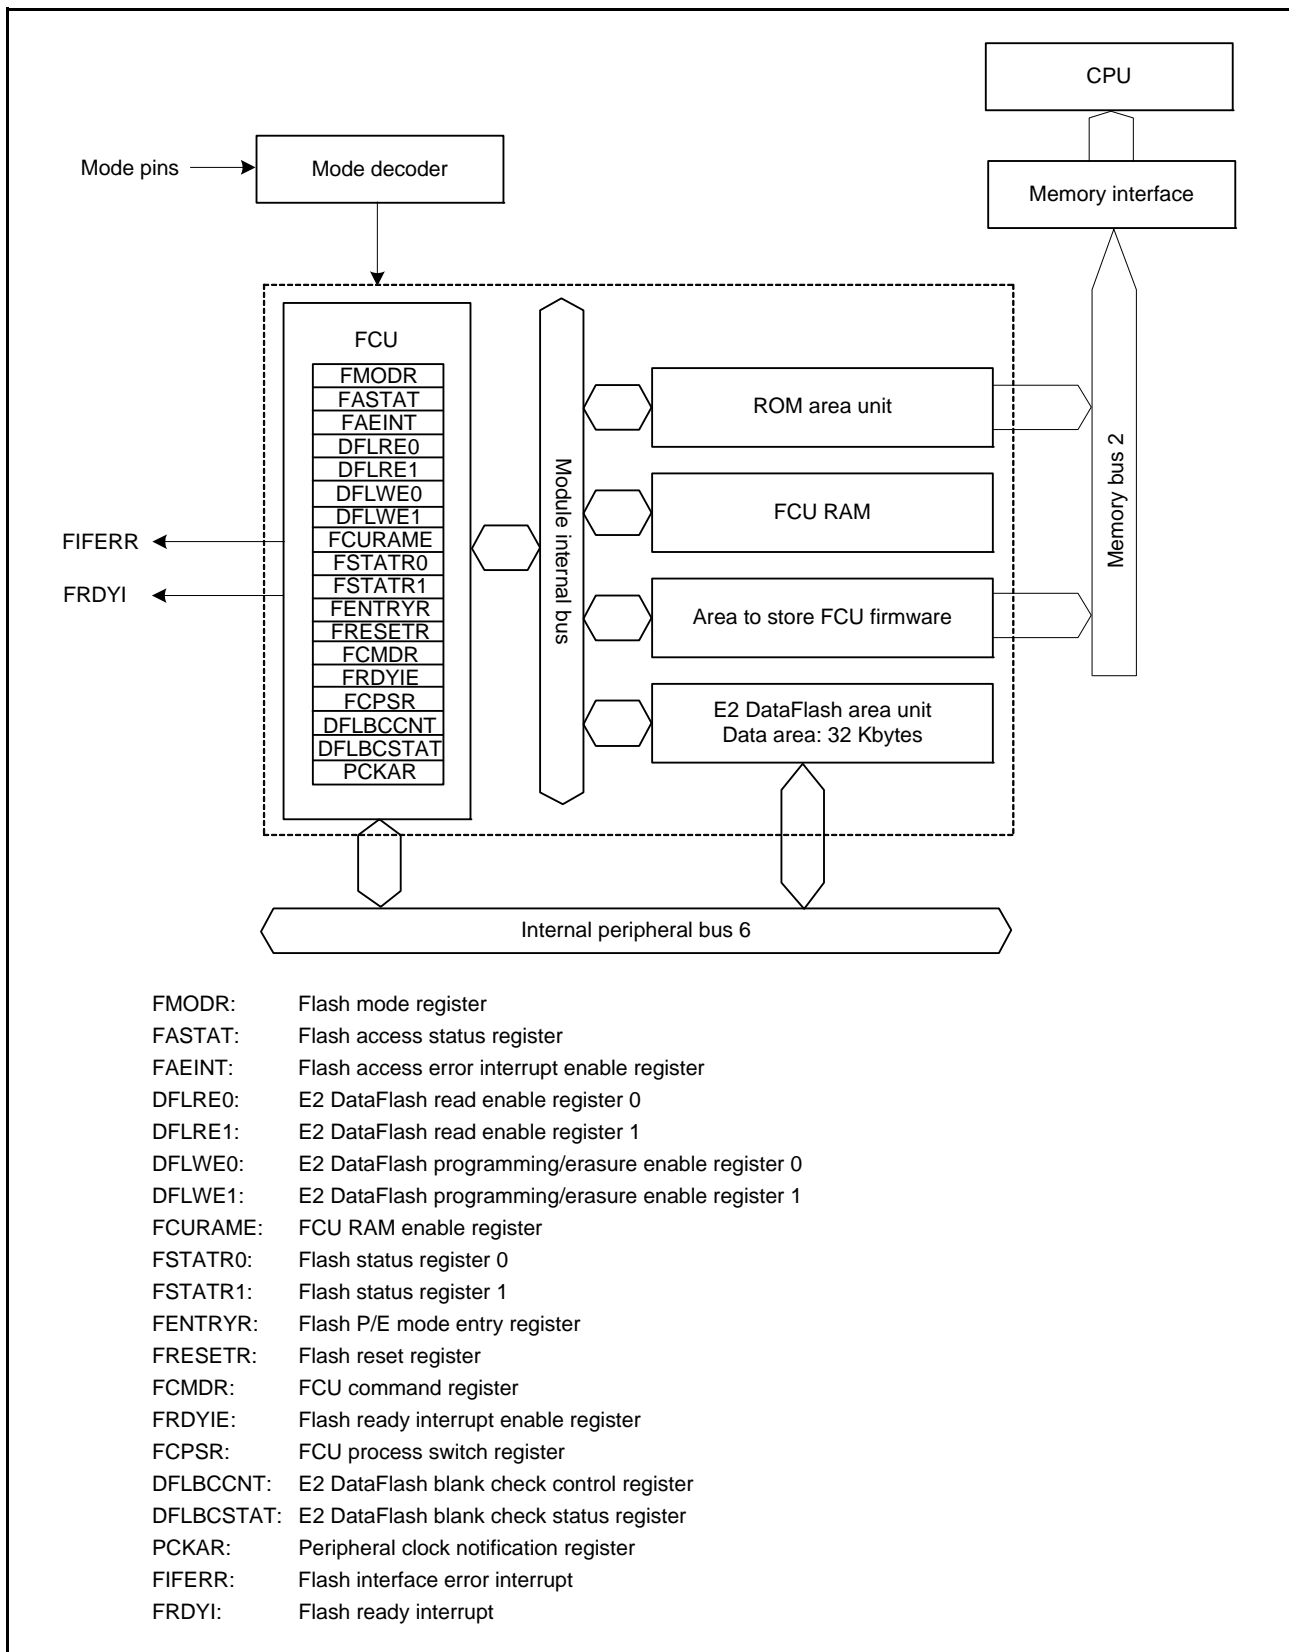 CPU
Mode pins
Mode decoder
Memory interface
FCU
FMODR
FASTAT
FAEINT
DFLRE0
DFLRE1
DFLWE0
DFLWE1
FCURAME
FSTATR0
FSTATR1
FENTRYR
FRESETR
FCMDR
FRDYIE
FCPSR
DFLBCCNT
DFLBCSTAT
PCKAR
FIFERR
FRDYI
Module internal bus
ROM area unit
FCU RAM
Area to store FCU firmware
E2 DataFlash area unit
Data area: 32 Kbytes
Memory bus 2
Internal peripheral bus 6
FMODR: Flash mode register
FASTAT: Flash access status register
FAEINT: Flash access error interrupt enable register
DFLRE0: E2 DataFlash read enable register 0
DFLRE1: E2 DataFlash read enable register 1
DFLWE0: E2 DataFlash programming/erasure enable register 0
DFLWE1: E2 DataFlash programming/erasure enable register 1
FCURAME: FCU RAM enable register
FSTATR0: Flash status register 0
FSTATR1: Flash status register 1
FENTRYR: Flash P/E mode entry register
FRESETR: Flash reset register
FCMDR: FCU command register
FRDYIE: Flash ready interrupt enable register
FCPSR: FCU process switch register
DFLBCCNT: E2 DataFlash blank check control register
DFLBCSTAT: E2 DataFlash blank check status register
PCKAR: Peripheral clock notification register
FIFERR: Flash interface error interrupt
FRDYI: Flash ready interrupt